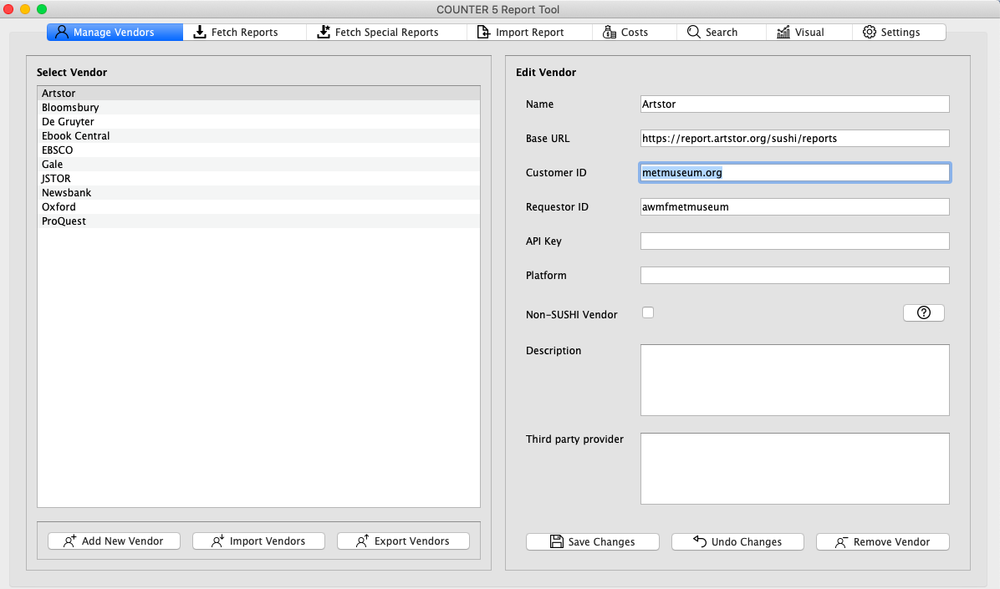 COUNTER 5 Report Tool
Manage Vendors
Fetch Reports
Fetch Special Reports
Import Report
Costs
Search
Visual
Settings
Select Vendor
Artstor
Bloomsbury
De Gruyter
Ebook Central
EBSCO
Gale
JSTOR
Newsbank
Oxford
ProQuest
Add New Vendor
Import Vendors
Export Vendors
Edit Vendor
Name
Artstor
Base URL
https://report.artstor.org/sushi/reports
Customer ID
metmuseum.org
Requestor ID
awmfmetmuseum
API Key
Platform
Non-SUSHI Vendor
?
Description
Third party provider
Save Changes
Undo Changes
Remove Vendor